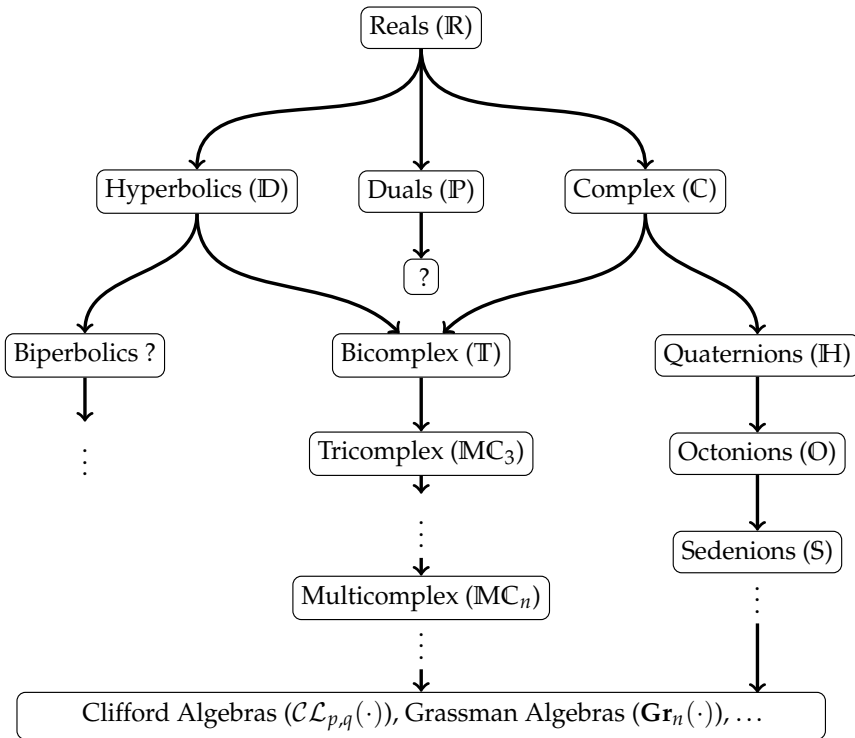 Reals (ℝ)
Hyperbolics (𝔻)
Duals (ℙ)
Complex (ℂ)
?
Biperbolics ?
Bicomplex (𝕋)
Quaternions (ℍ)
Tricomplex (𝕄ℂ₃)
Octonions (𝕆)
Sedenions (𝕊)
Multicomplex (𝕄ℂₙ)
Clifford Algebras (𝒞ℒ_{p,q}(·)), Grassman Algebras (𝐆𝐫ₙ(·)), …